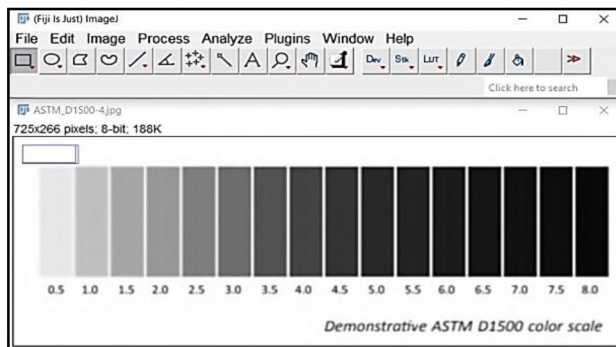 (Fiji Is Just) ImageJ
File Edit Image Process Analyze Plugins Window Help
Dev Stk LUT
Click here to search
ASTM_D1500-4.jpg
725x266 pixels; 8-bit; 188K
0.5 1.0 1.5 2.0 2.5 3.0 3.5 4.0 4.5 5.0 5.5 6.0 6.5 7.0 7.5 8.0
Demonstrative ASTM D1500 color scale